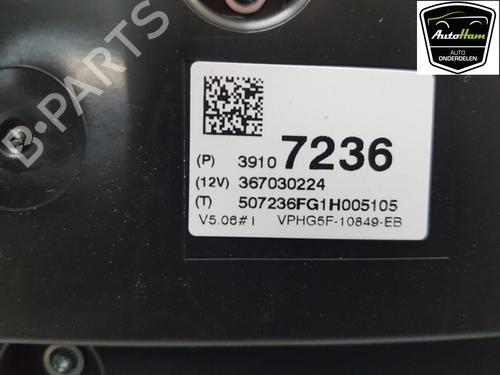 AutoHam
AUTO
ONDERDELEN
B-PARTS
(P) 3910 7236
(12V) 367030224
(T) 507236FG1H005105
V5.06# I VPHG5F-10849-EB